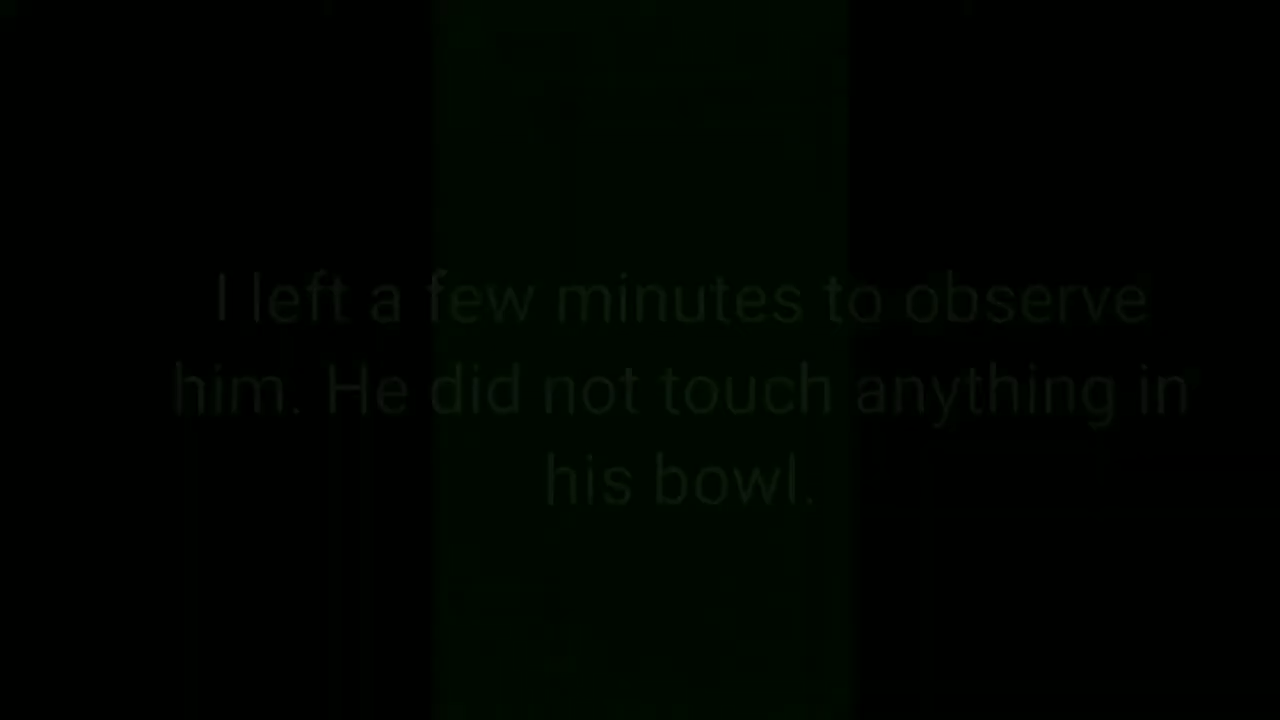 I left a few minutes to observe
him. He did not touch anything in
his bowl.